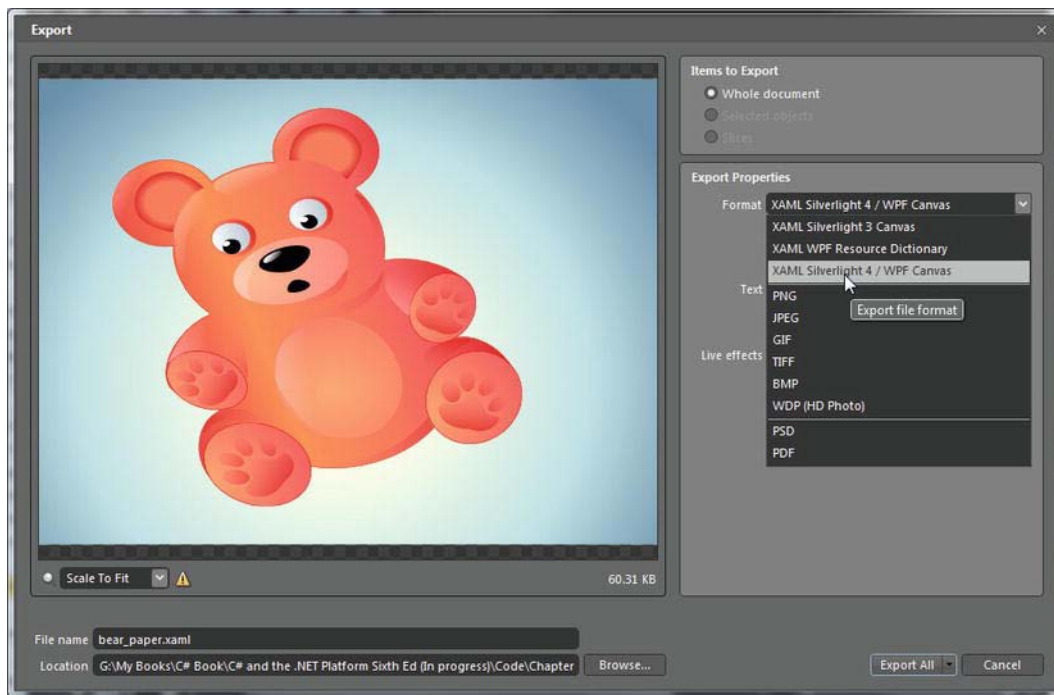 Export
Items to Export
Whole document
Selected objects
Slices
Export Properties
Format XAML Silverlight 4 / WPF Canvas
XAML Silverlight 3 Canvas
XAML WPF Resource Dictionary
XAML Silverlight 4 / WPF Canvas
Text
PNG
Export file format
JPEG
GIF
Live effects
TIFF
BMP
WDP (HD Photo)
PSD
PDF
Scale To Fit
60.31 KB
File name bear_paper.xaml
Location G:\My Books\C# Book\C# and the .NET Platform Sixth Ed (In progress)\Code\Chapter
Browse...
Export All
Cancel